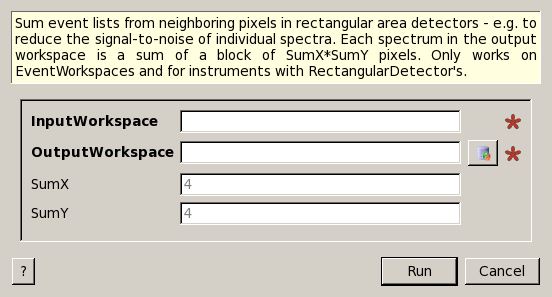 Sum event lists from neighboring pixels in rectangular area detectors - e.g. to
reduce the signal-to-noise of individual spectra. Each spectrum in the output
workspace is a sum of a block of SumX*SumY pixels. Only works on
EventWorkspaces and for instruments with RectangularDetector's.
InputWorkspace
OutputWorkspace
SumX 4
SumY 4
? Run Cancel